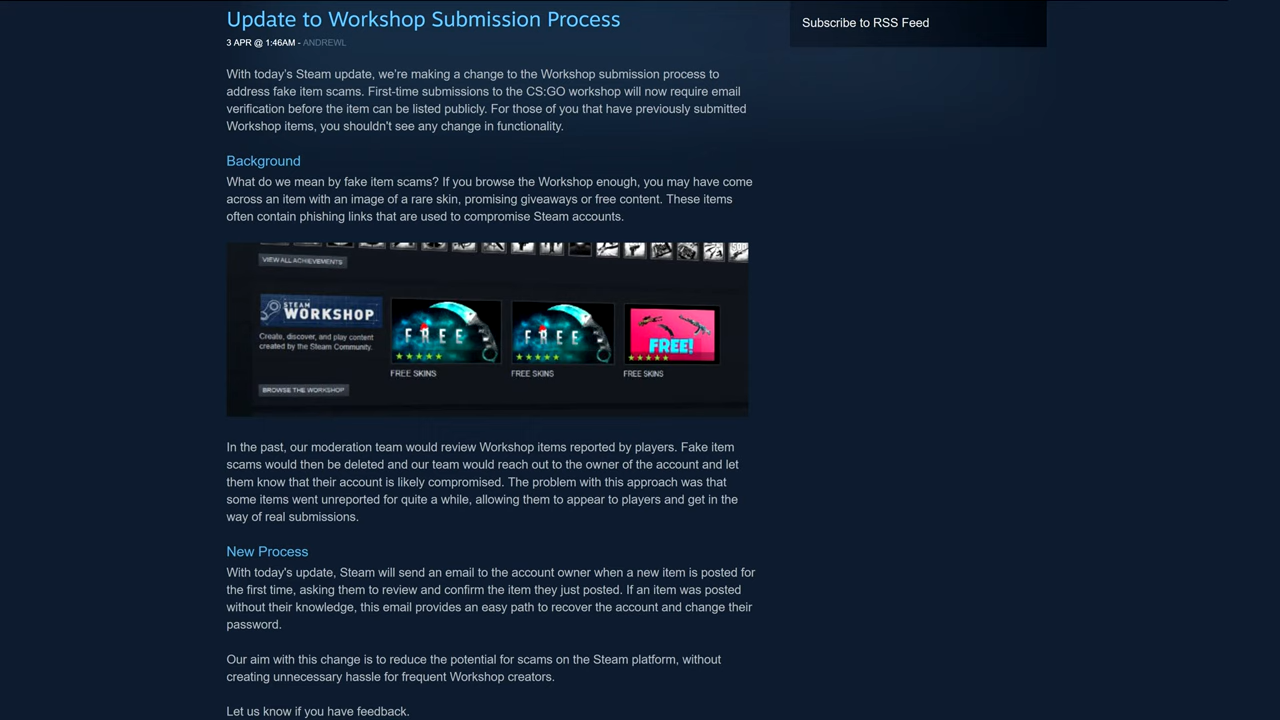 Update to Workshop Submission Process
Subscribe to RSS Feed
3 APR @ 1:46AM - ANDREWL
With today's Steam update, we're making a change to the Workshop submission process to
address fake item scams. First-time submissions to the CS:GO workshop will now require email
verification before the item can be listed publicly. For those of you that have previously submitted
Workshop items, you shouldn't see any change in functionality.
Background
What do we mean by fake item scams? If you browse the Workshop enough, you may have come
across an item with an image of a rare skin, promising giveaways or free content. These items
often contain phishing links that are used to compromise Steam accounts.
VIEW ALL ACHIEVEMENTS
STEAM
WORKSHOP
Create, discover, and play content
created by the Steam Community.
BROWSE THE WORKSHOP
FREE
FREE SKINS
FREE
FREE SKINS
FREE!
FREE SKINS
In the past, our moderation team would review Workshop items reported by players. Fake item
scams would then be deleted and our team would reach out to the owner of the account and let
them know that their account is likely compromised. The problem with this approach was that
some items went unreported for quite a while, allowing them to appear to players and get in the
way of real submissions.
New Process
With today's update, Steam will send an email to the account owner when a new item is posted for
the first time, asking them to review and confirm the item they just posted. If an item was posted
without their knowledge, this email provides an easy path to recover the account and change their
password.
Our aim with this change is to reduce the potential for scams on the Steam platform, without
creating unnecessary hassle for frequent Workshop creators.
Let us know if you have feedback.